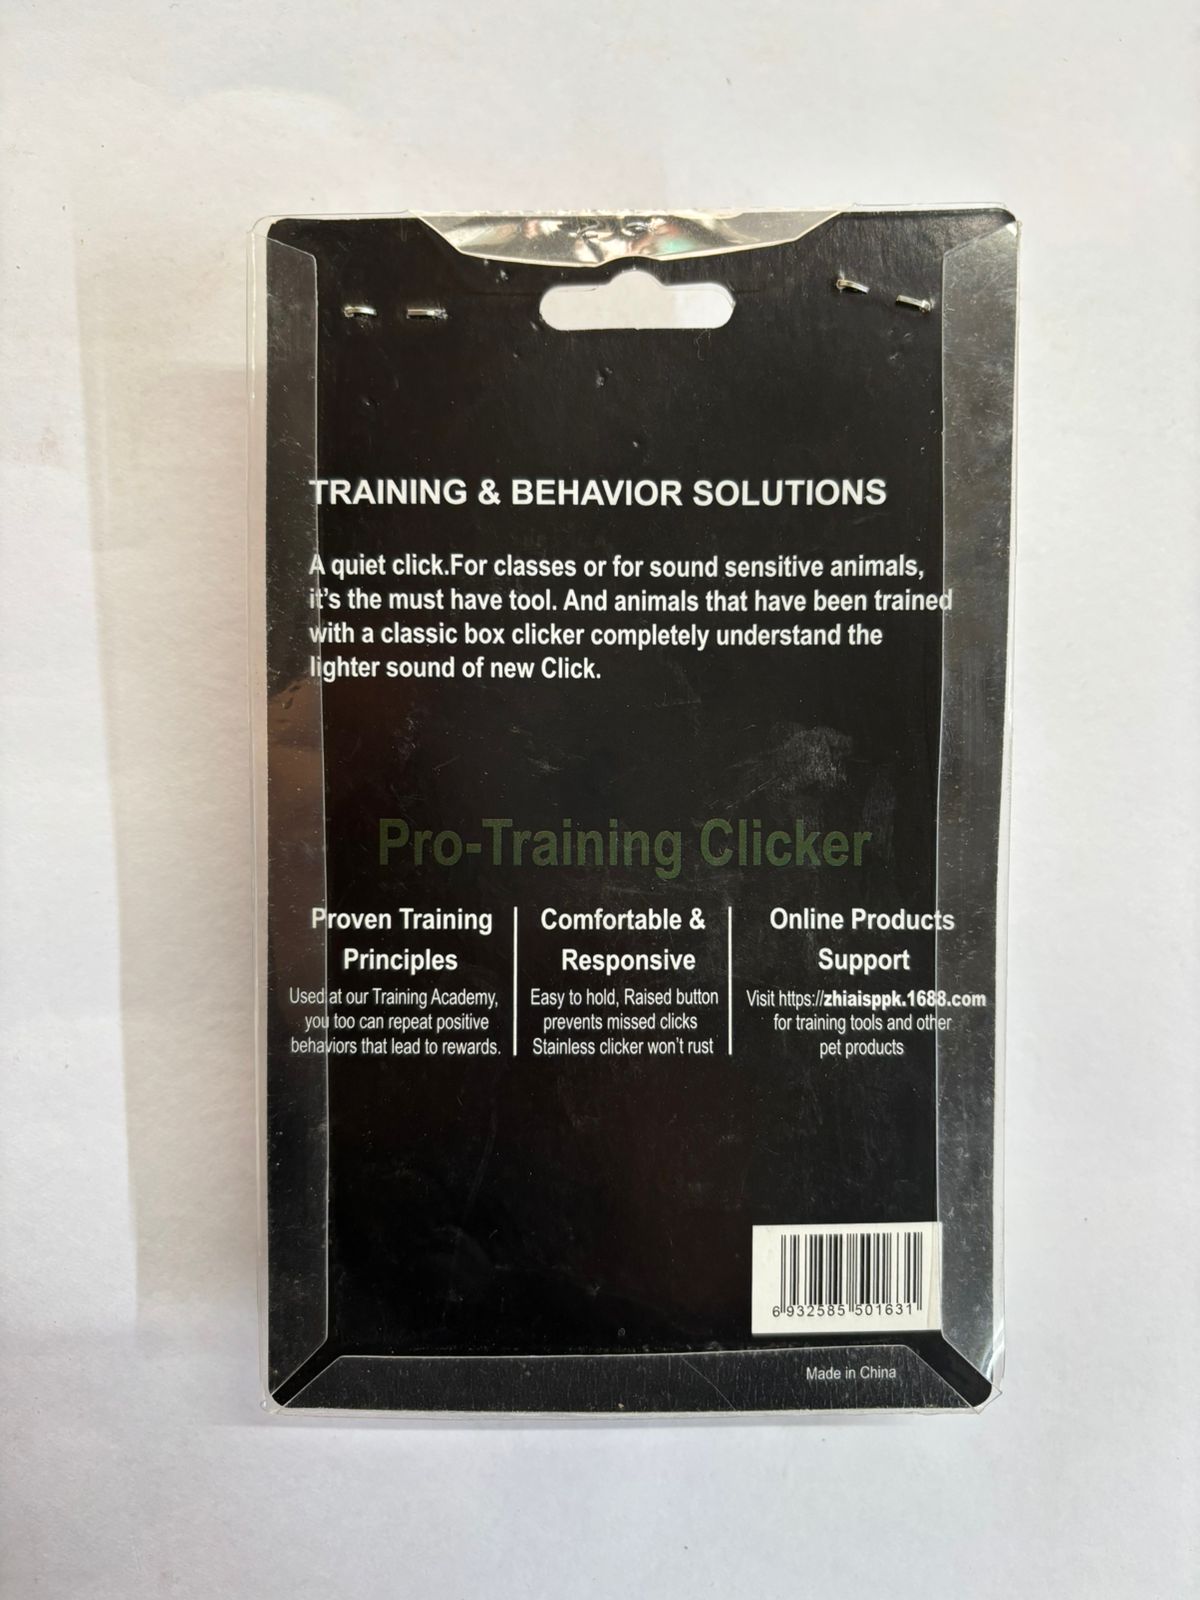 TRAINING & BEHAVIOR SOLUTIONS
A quiet click.For classes or for sound sensitive animals,
it's the must have tool. And animals that have been trained
with a classic box clicker completely understand the
lighter sound of new Click.
Pro-Training Clicker
Proven Training
Principles
Used at our Training Academy,
you too can repeat positive
behaviors that lead to rewards.
Comfortable &
Responsive
Easy to hold, Raised button
prevents missed clicks
Stainless clicker won't rust
Online Products
Support
Visit https://zhiaisppk.1688.com
for training tools and other
pet products
6 932585 501631
Made in China